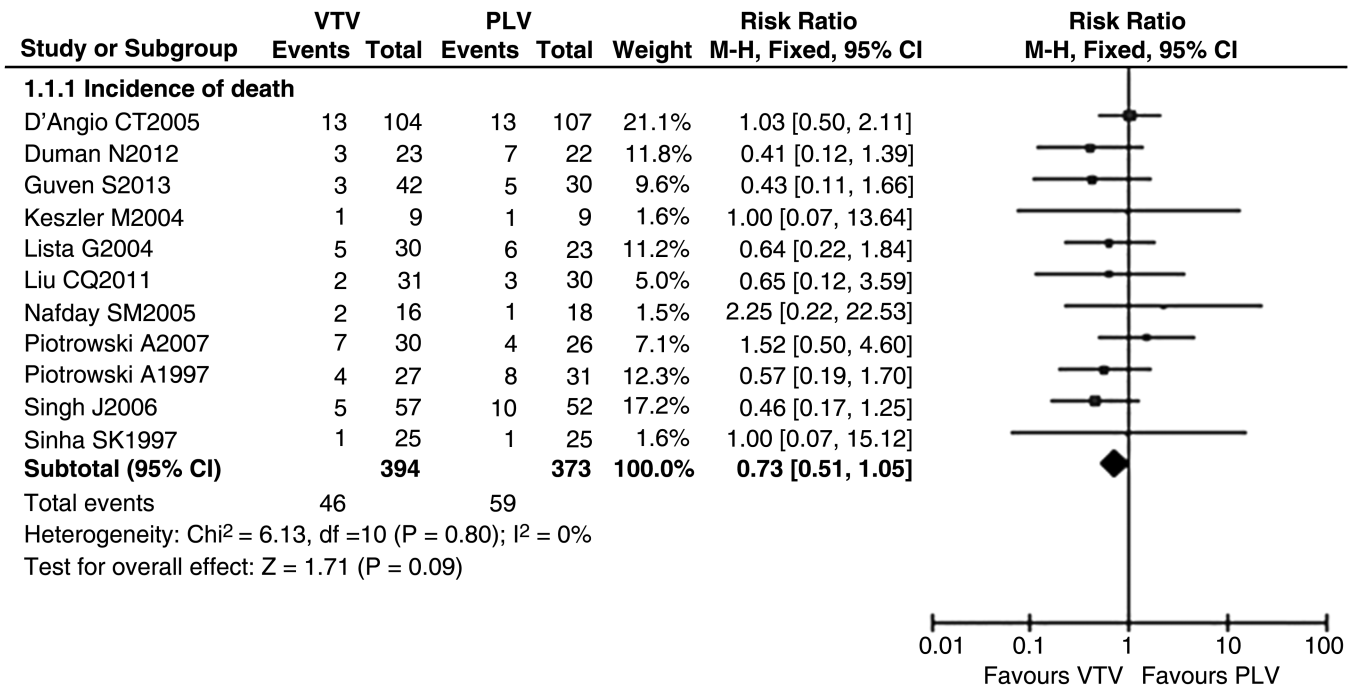 VTV PLV Risk Ratio Risk Ratio
Study or Subgroup Events Total Events Total Weight M-H, Fixed, 95% CI M-H, Fixed, 95% CI
1.1.1 Incidence of death
D’Angio CT2005 13 104 13 107 21.1% 1.03 [0.50, 2.11]
Duman N2012 3 23 7 22 11.8% 0.41 [0.12, 1.39]
Guven S2013 3 42 5 30 9.6% 0.43 [0.11, 1.66]
Keszler M2004 1 9 1 9 1.6% 1.00 [0.07, 13.64]
Lista G2004 5 30 6 23 11.2% 0.64 [0.22, 1.84]
Liu CQ2011 2 31 3 30 5.0% 0.65 [0.12, 3.59]
Nafday SM2005 2 16 1 18 1.5% 2.25 [0.22, 22.53]
Piotrowski A2007 7 30 4 26 7.1% 1.52 [0.50, 4.60]
Piotrowski A1997 4 27 8 31 12.3% 0.57 [0.19, 1.70]
Singh J2006 5 57 10 52 17.2% 0.46 [0.17, 1.25]
Sinha SK1997 1 25 1 25 1.6% 1.00 [0.07, 15.12]
Subtotal (95% CI) 394 373 100.0% 0.73 [0.51, 1.05]
Total events 46 59
Heterogeneity: Chi2 = 6.13, df =10 (P = 0.80); I2 = 0%
Test for overall effect: Z = 1.71 (P = 0.09)
0.01 0.1 1 10 100
Favours VTV Favours PLV